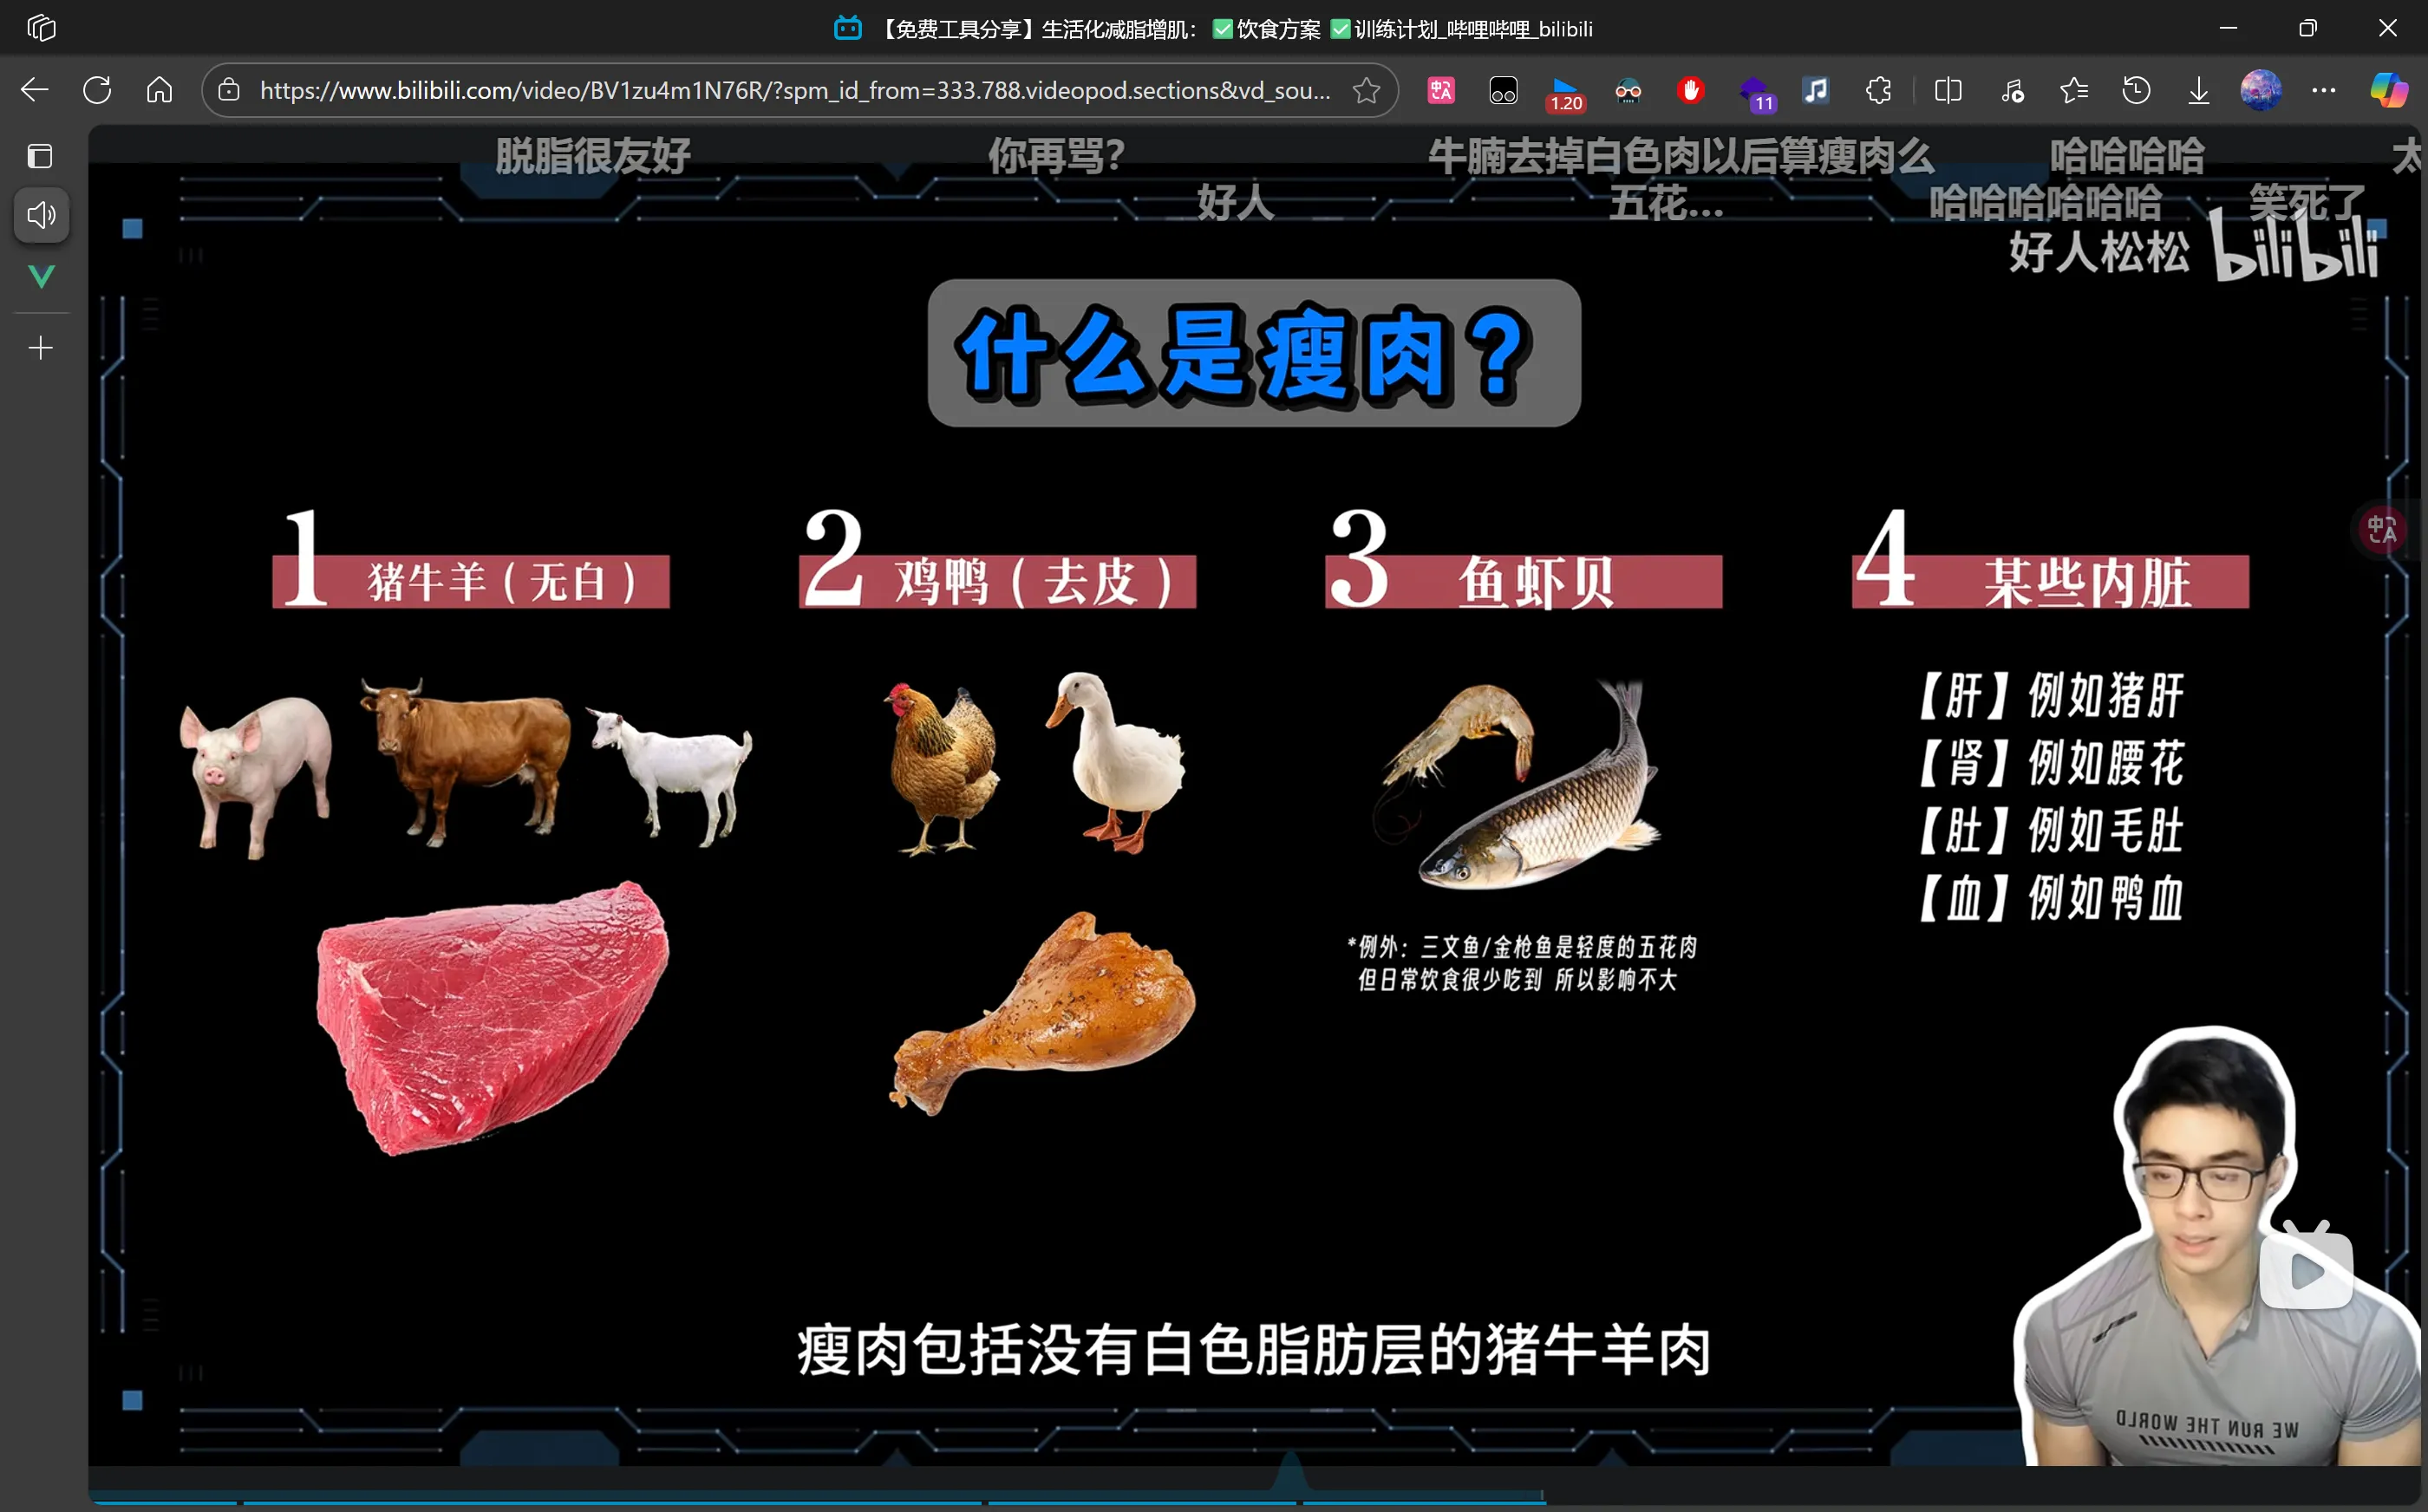 【免费工具分享】生活化减脂增肌：✅饮食方案 ✅训练计划_哔哩哔哩_bilibili
https://www.bilibili.com/video/BV1zu4m1N76R/?spm_id_from=333.788.videopod.sections&vd_sou...
1.20
11
脱脂很友好
你再骂？
牛腩去掉白色肉以后算瘦肉么
哈哈哈哈
太
好人
五花...
哈哈哈哈哈哈
笑死了
好人松松 bilibili
什么是瘦肉？
1 猪牛羊（无白）
2 鸡鸭（去皮）
3 鱼虾贝
4 某些内脏
中A
【肝】例如猪肝
【肾】例如腰花
【肚】例如毛肚
【血】例如鸭血
*例外：三文鱼/金枪鱼是轻度的五花肉
但日常饮食很少吃到 所以影响不大
瘦肉包括没有白色脂肪层的猪牛羊肉
WE RUN THE WORLD